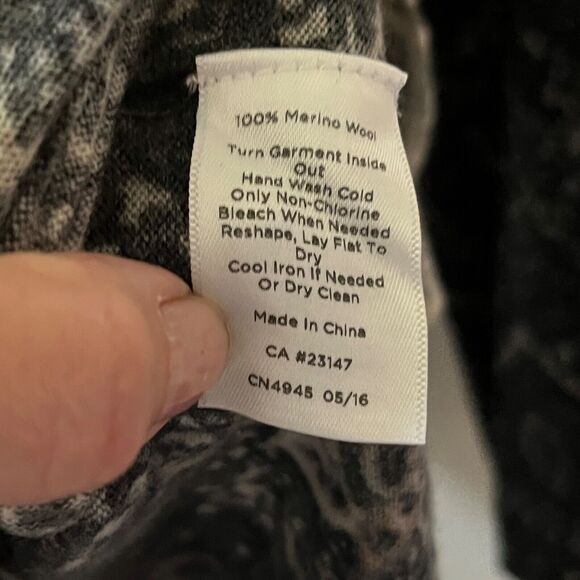 100% Merino Wool
Turn Garment Inside
Out
Hand Wash Cold
Only Non-Chlorine
Bleach When Needed
Reshape, Lay Flat To
Dry
Cool Iron If Needed
Or Dry Clean
Made In China
CA #23147
CN4945 05/16